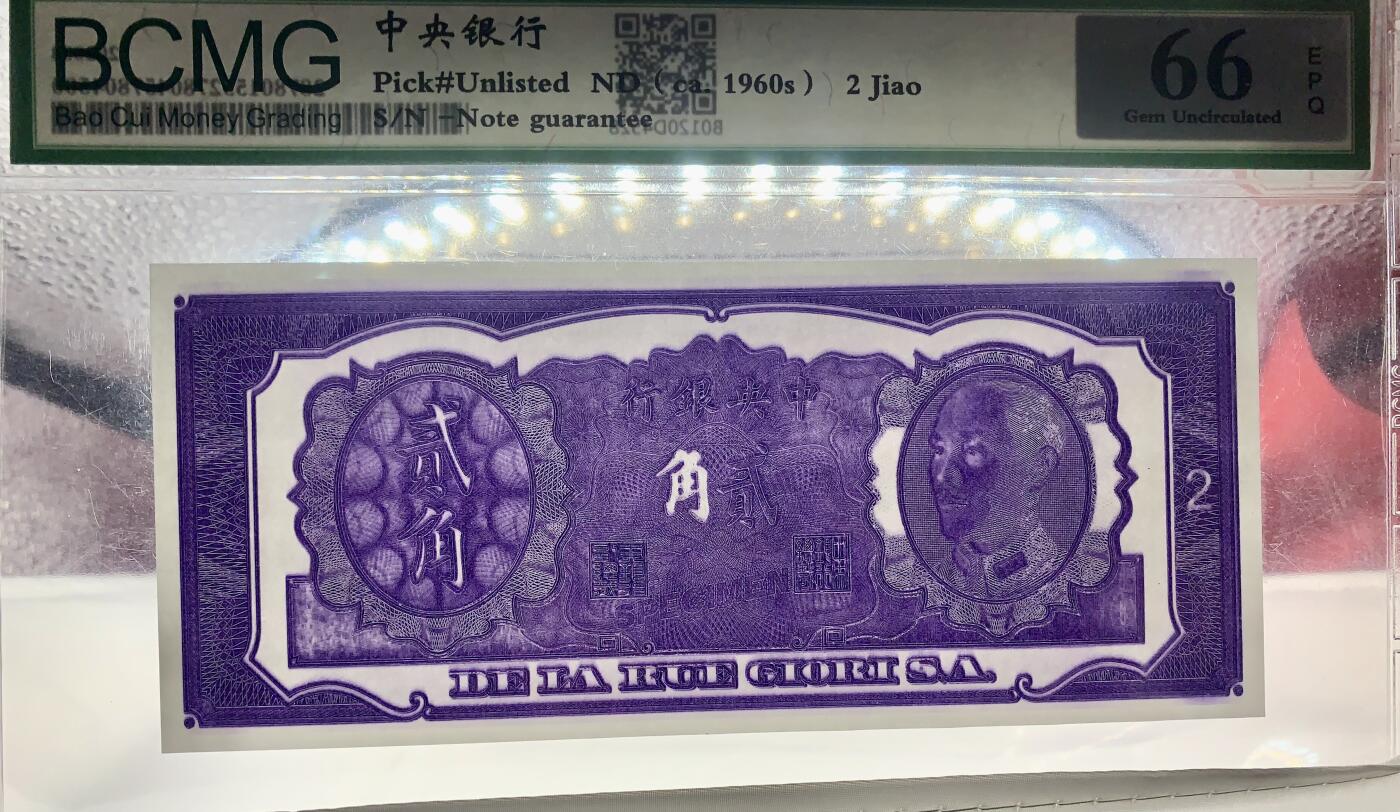 BCMG
Bao Cui Money Grading
中央银行
Pick#Unlisted ND (ca. 1960s) 2 Jiao
S/N -Note guarantee
66
EPQ
Gem Uncirculated
行銀央中
貳角
角貳
2
SPECIMEN
DE LA RUE GIORI S.A.